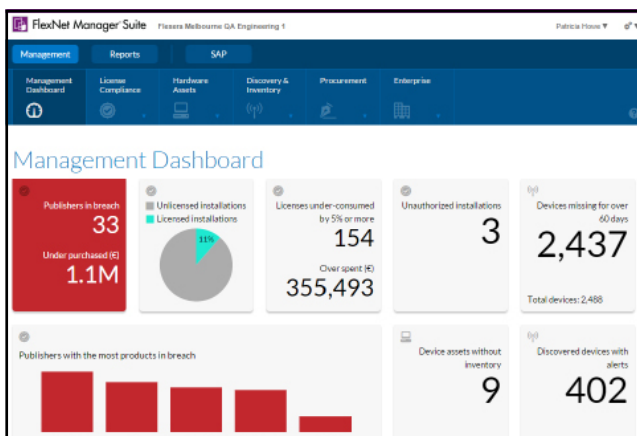 FlexNet Manager Suite Flexera Melbourne QA Engineering 1 Patricia House
Management Reports SAP
Management Dashboard
License Compliance
Hardware Assets
Discovery & Inventory
Procurement
Enterprise
Management Dashboard
Publishers in breach
33
Under purchased (€)
1.1M
Unlicensed installations
Licensed installations
11%
Licenses under-consumed
by 5% or more
154
Over spent (€)
355,493
Unauthorized installations
3
Devices missing for over
60 days
2,437
Total devices: 2,488
Publishers with the most products in breach
Device assets without
inventory
9
Discovered devices with
alerts
402